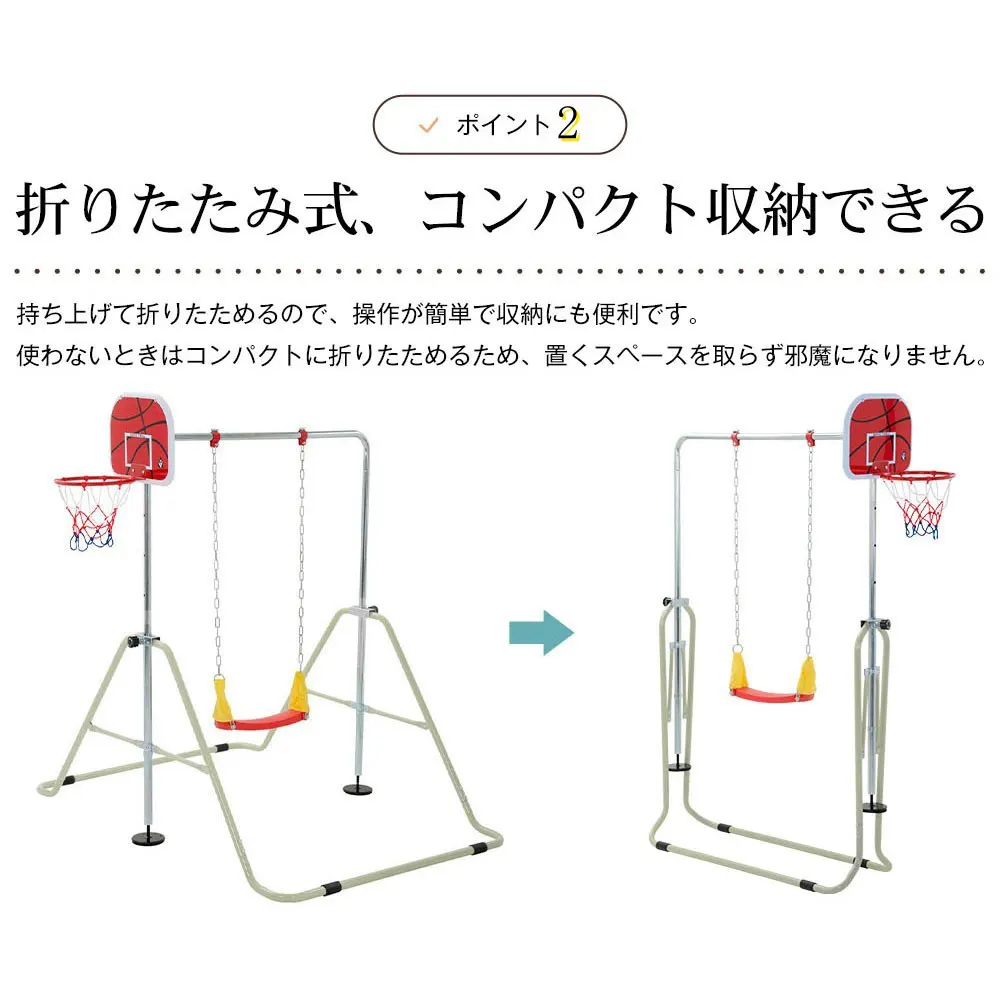 ポイント2
折りたたみ式、コンパクト収納できる
持ち上げて折りたためるので、操作が簡単で収納にも便利です。
使わないときはコンパクトに折りたためるため、置くスペースを取らず邪魔になりません。